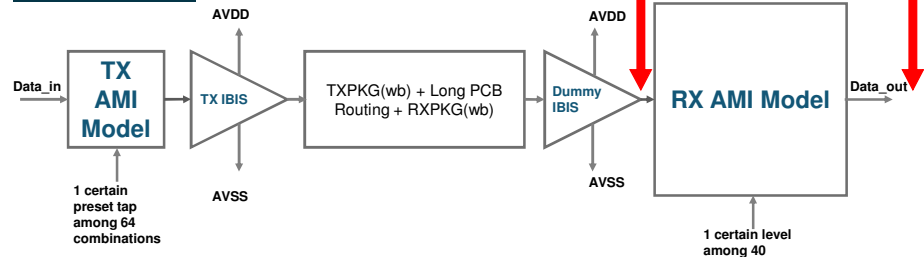 AVDD
AVDD
Data_in
TX
AMI
Model
TX IBIS
TXPKG(wb) + Long PCB
Routing + RXPKG(wb)
Dummy
IBIS
RX AMI Model
Data_out
AVSS
AVSS
1 certain
preset tap
among 64
combinations
1 certain level
among 40